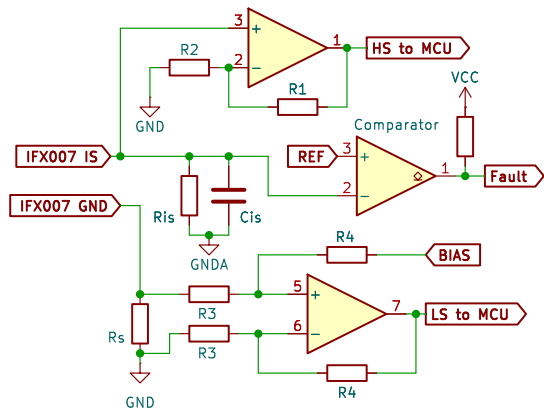 3
1
HS to MCU
R2
2
R1
VCC
GND
Comparator
IFX007 IS
REF
3
1
Fault
2
IFX007 GND
Ris
Cis
GNDA
R4
BIAS
R3
5
7
LS to MCU
Rs
6
R3
R4
GND